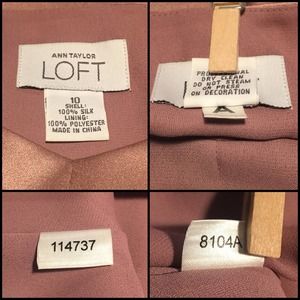 ANN TAYLOR
LOFT
10
SHELL:
100% SILK
LINING:
100% POLYESTER
MADE IN CHINA
DRY CLEAN
DO NOT STEAM
OR PRESS
ON DECORATION
A
114737
8104A